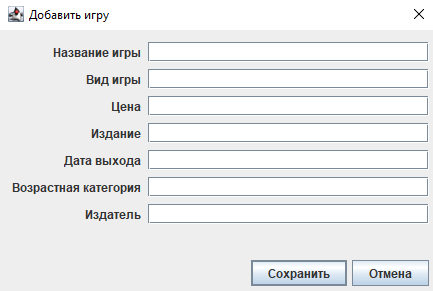 Добавить игру
Название игры
Вид игры
Цена
Издание
Дата выхода
Возрастная категория
Издатель
Сохранить Отмена